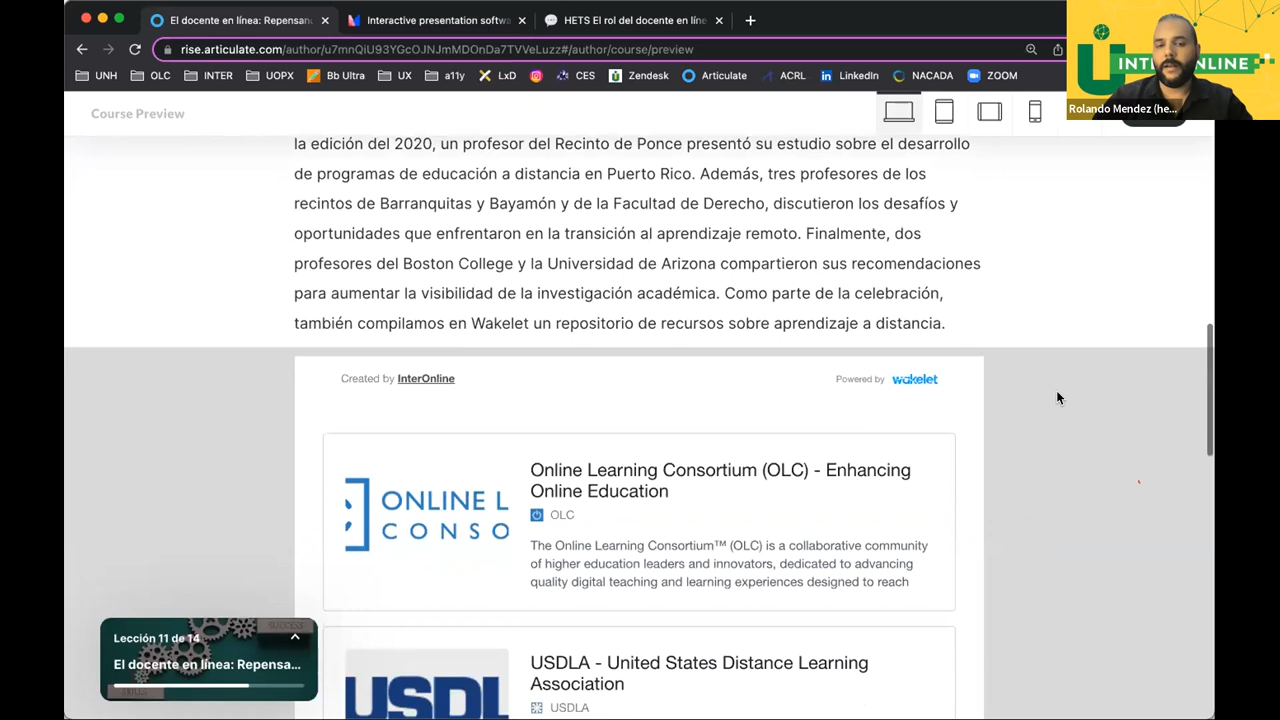 El docente en línea: Repensan
Interactive presentation softw
HETS El rol del docente en líne
rise.articulate.com/author/u7mnQiU93YGcOJNJmMDOnDa7TVVeLuzz#/author/course/preview
UNH OLC INTER UOPX Bb Ultra UX a11y LxD CES Zendesk Articulate ACRL LinkedIn NACADA ZOOM
Course Preview
INTER ONLINE
Rolando Mendez (he...
la edición del 2020, un profesor del Recinto de Ponce presentó su estudio sobre el desarrollo
de programas de educación a distancia en Puerto Rico. Además, tres profesores de los
recintos de Barranquitas y Bayamón y de la Facultad de Derecho, discutieron los desafíos y
oportunidades que enfrentaron en la transición al aprendizaje remoto. Finalmente, dos
profesores del Boston College y la Universidad de Arizona compartieron sus recomendaciones
para aumentar la visibilidad de la investigación académica. Como parte de la celebración,
también compilamos en Wakelet un repositorio de recursos sobre aprendizaje a distancia.
Created by InterOnline
Powered by wakelet
ONLINE L
CONSO
Online Learning Consortium (OLC) - Enhancing
Online Education
OLC
The Online Learning Consortium™ (OLC) is a collaborative community
of higher education leaders and innovators, dedicated to advancing
quality digital teaching and learning experiences designed to reach
USDL
USDLA - United States Distance Learning
Association
USDLA
SUCCESS
Lección 11 de 14
El docente en línea: Repensa...
SKILLS